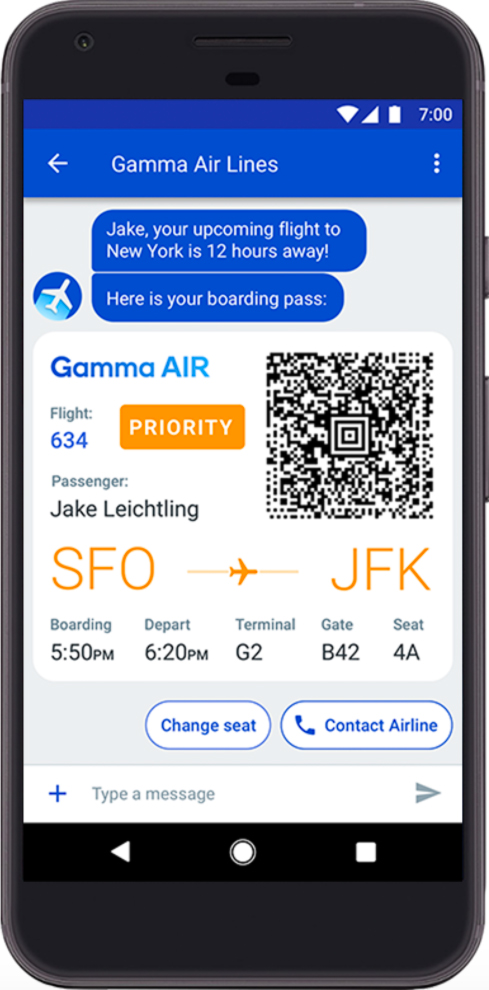 7:00
Gamma Air Lines
Jake, your upcoming flight to
New York is 12 hours away!
Here is your boarding pass:
Gamma AIR
Flight:
634
PRIORITY
Passenger:
Jake Leichtling
SFO JFK
Boarding Depart Terminal Gate Seat
5:50PM 6:20PM G2 B42 4A
Change seat Contact Airline
+ Type a message